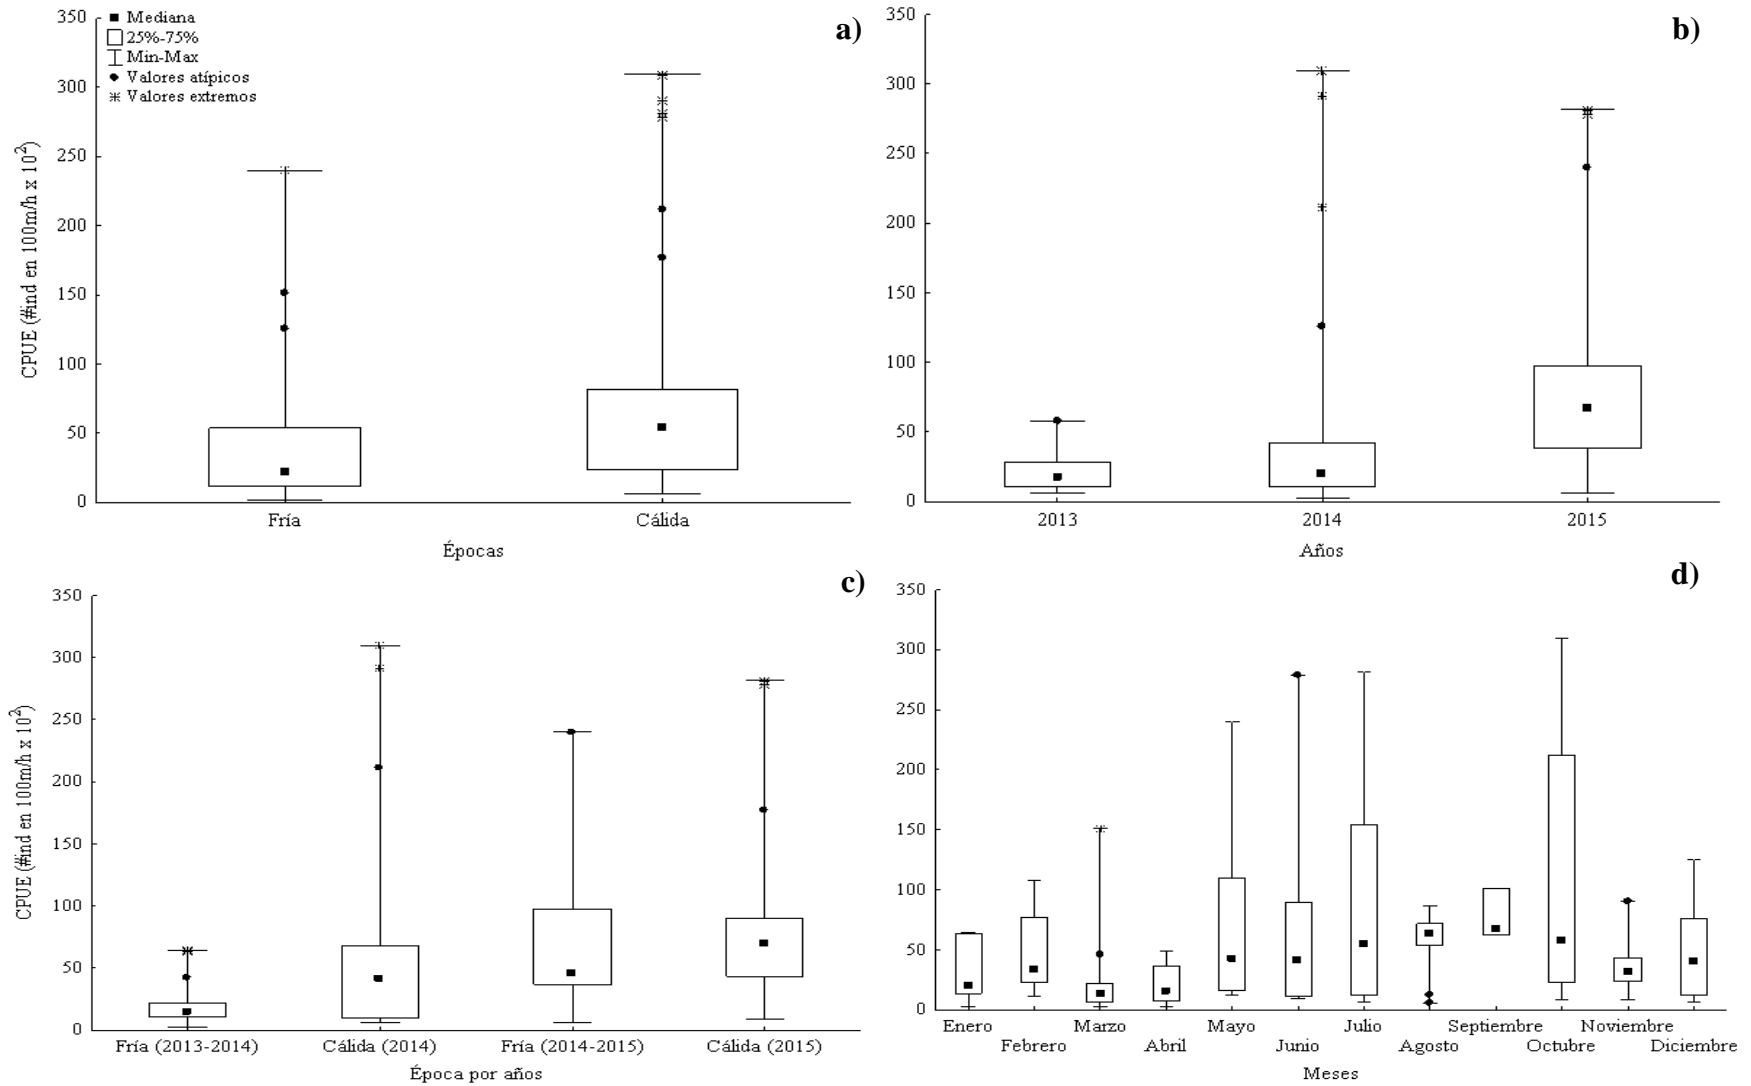 350
300
250
200
150
100
50
0
CPUE (#ind en 100m/h x 10²)
Mediana
25%-75%
Min-Max
Valores atípicos
Valores extremos
a)
Fría
Cálida
Épocas
350
300
250
200
150
100
50
0
b)
2013
2014
2015
Años
350
300
250
200
150
100
50
0
CPUE (#ind en 100m/h x 10²)
c)
Fría (2013-2014)
Cálida (2014)
Fría (2014-2015)
Cálida (2015)
Época por años
350
300
250
200
150
100
50
0
d)
Enero
Febrero
Marzo
Abril
Mayo
Junio
Julio
Agosto
Septiembre
Octubre
Noviembre
Diciembre
Meses